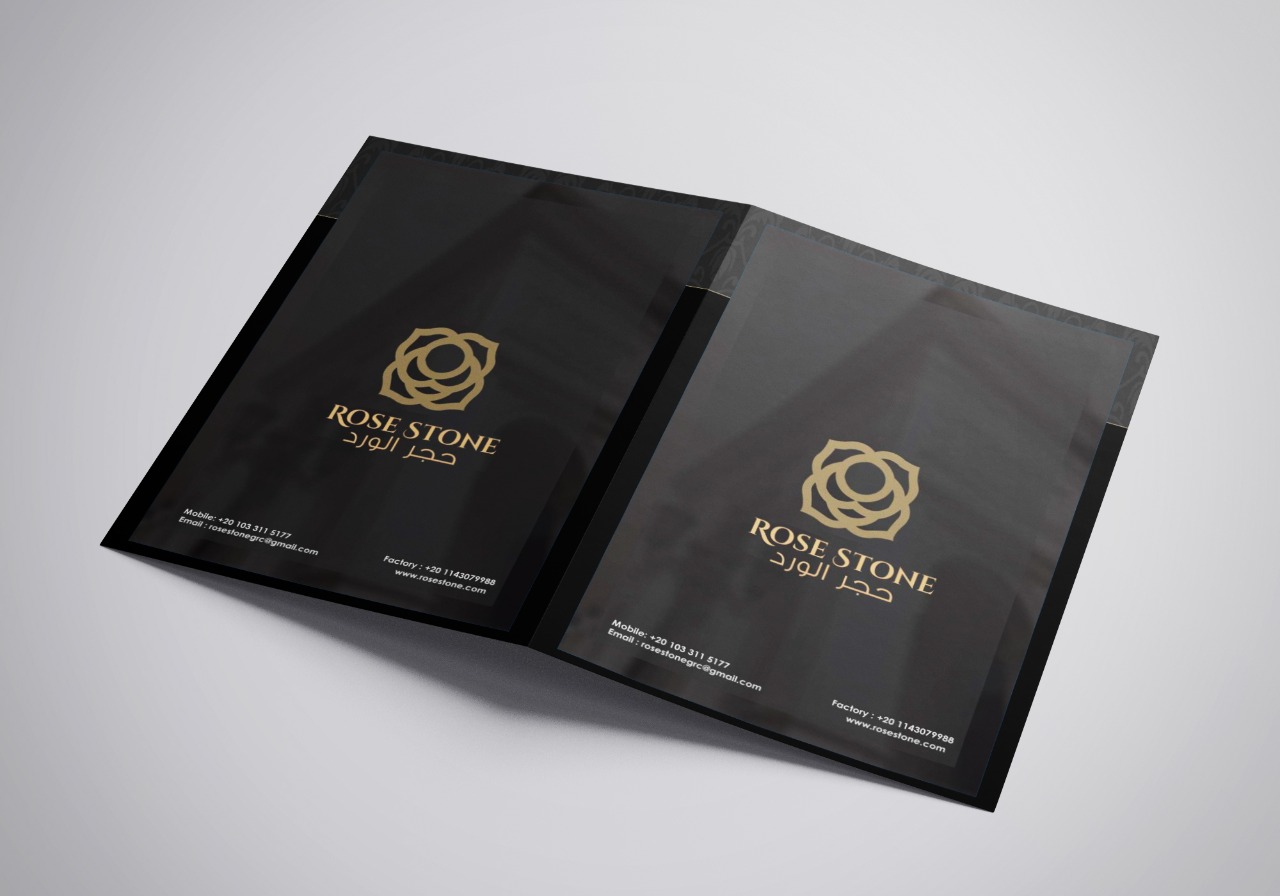 ROSE STONE
حجر الورد
Mobile: +20 103 311 5177
Email : rosestonegrc@gmail.com
Factory : +20 1143079988
www.rosestone.com
ROSE STONE
حجر الورد
Mobile: +20 103 311 5177
Email : rosestonegrc@gmail.com
Factory : +20 1143079988
www.rosestone.com